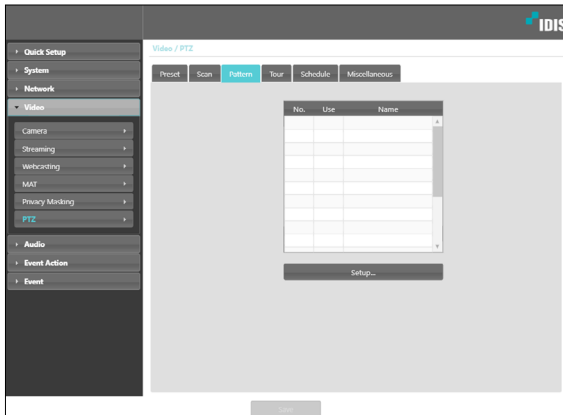 IDIS
Quick Setup
System
Network
Video
Camera
Streaming
Webcasting
MAT
Privacy Masking
PTZ
Audio
Event Action
Event
Video / PTZ
Preset Scan Pattern Tour Schedule Miscellaneous
No. Use Name
Setup...